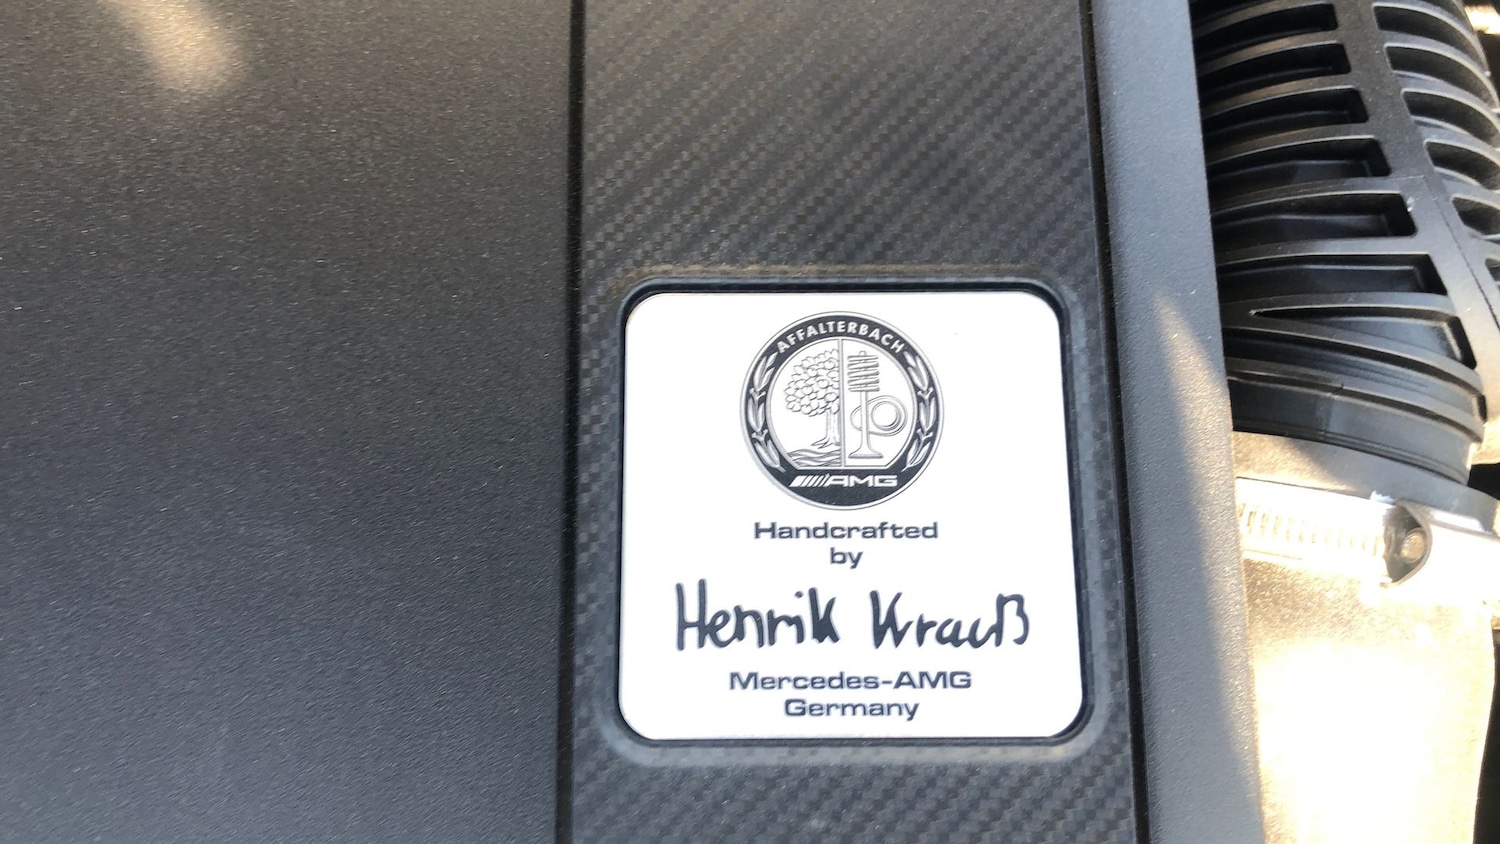 AFFALTERBACH
AMG
Handcrafted
by
Henrik Krauß
Mercedes-AMG
Germany